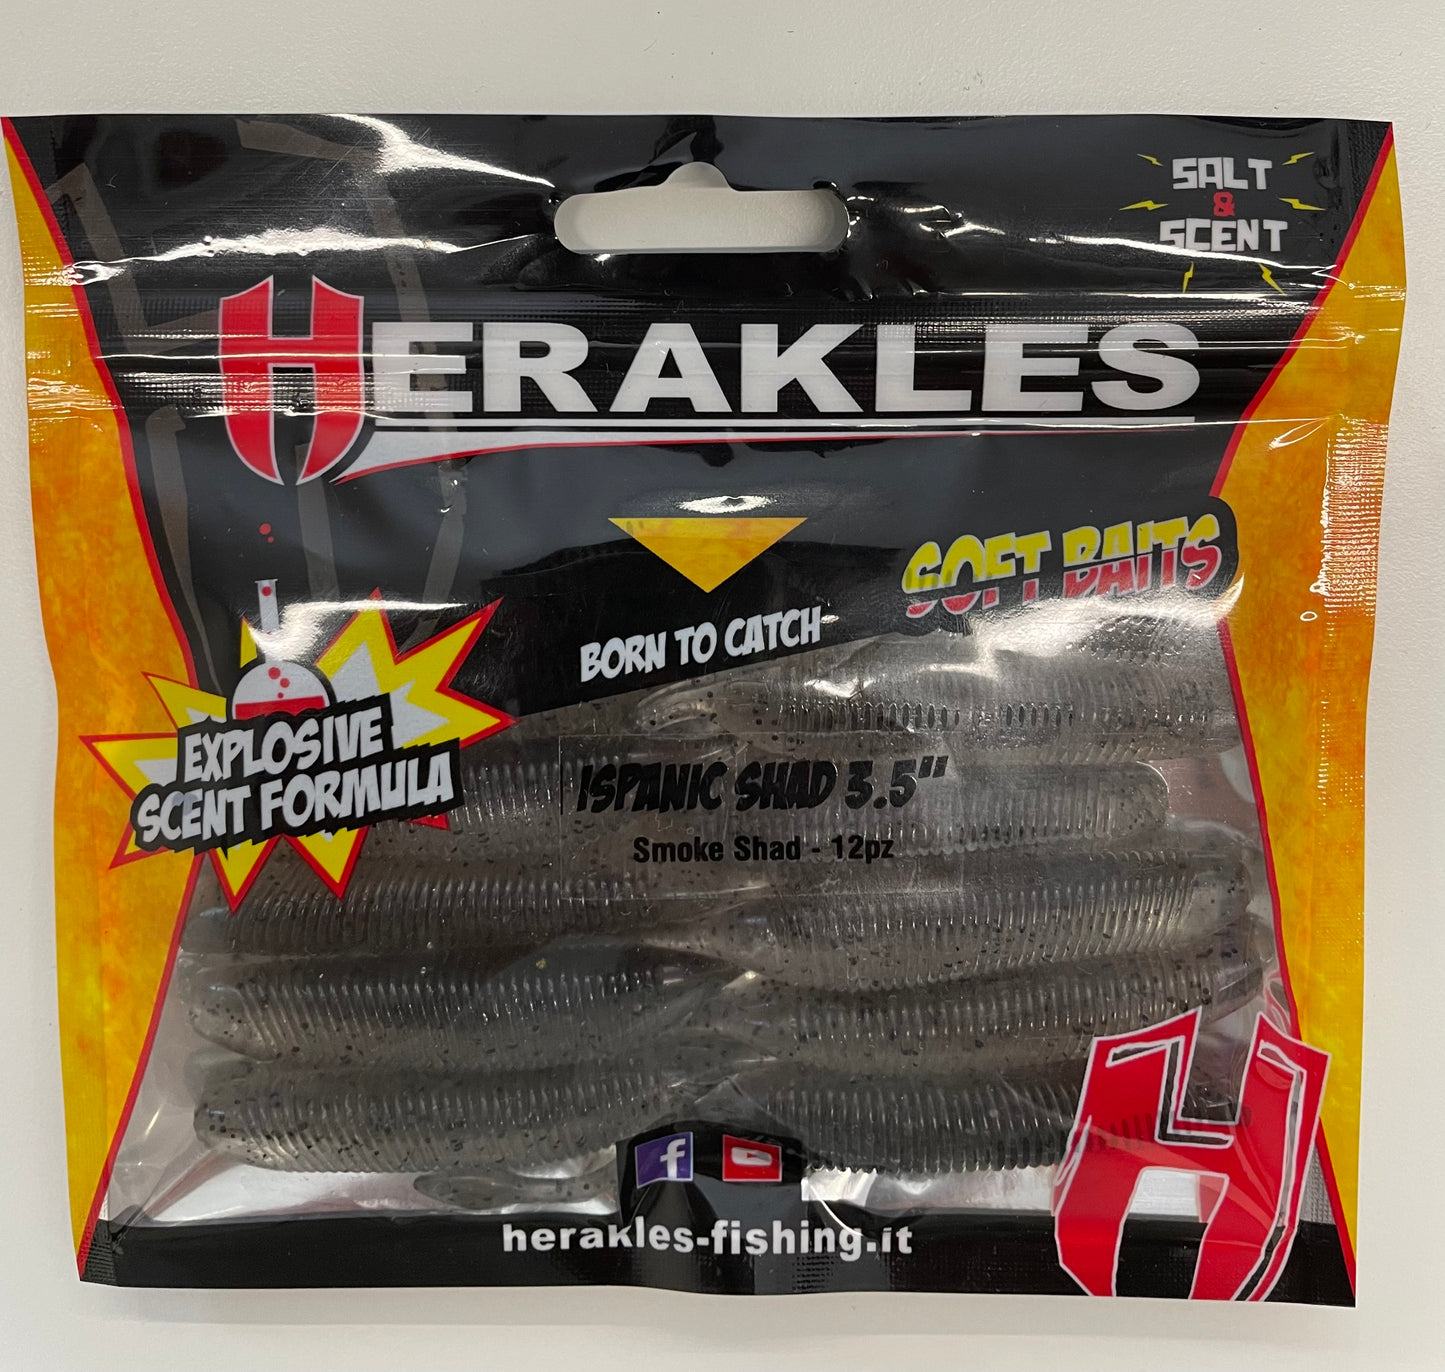 SALT
&
SCENT
HERAKLES
SOFT BAITS
BORN TO CATCH
EXPLOSIVE
SCENT FORMULA
ISPANIC SHAD 3.5"
Smoke Shad - 12pz
f
herakles-fishing.it
H